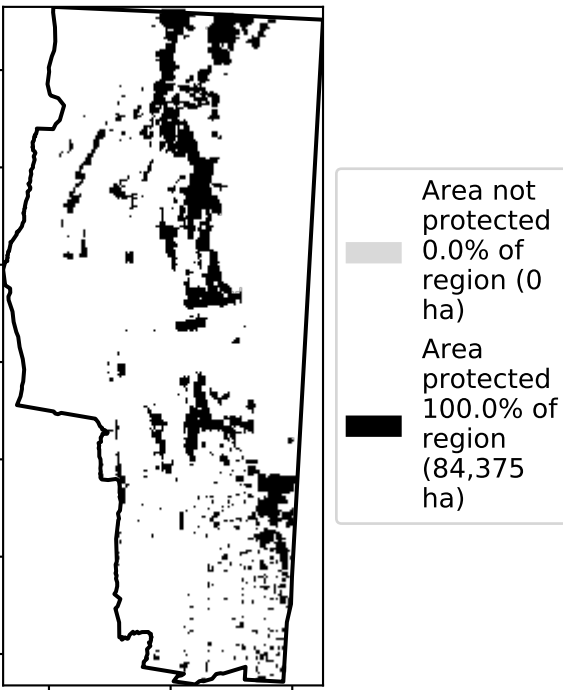 Area not
protected
0.0% of
region (0
ha)
Area
protected
100.0% of
region
(84,375
ha)